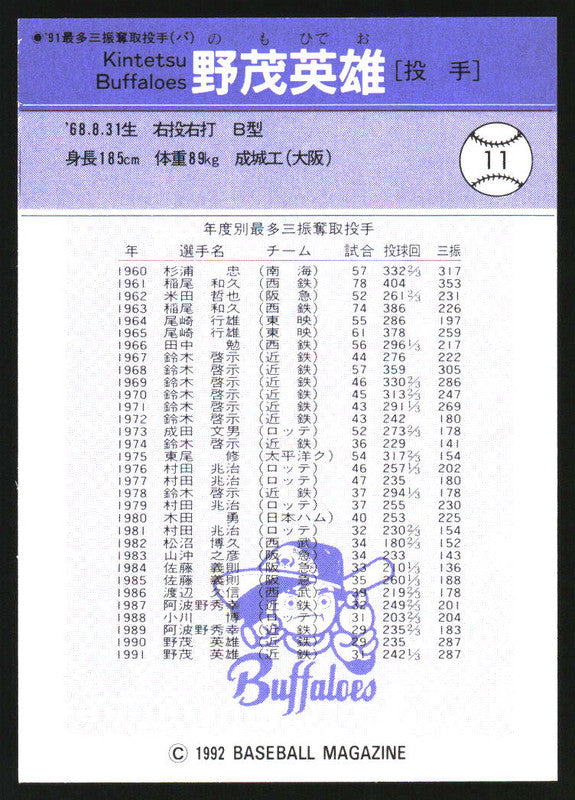 ●'91最多三振奪取投手(パ)
の も ひで お
Kintetsu
Buffaloes
野茂英雄
[投 手]
'68.8.31生 右投右打 B型
身長185cm 体重89kg 成城工(大阪)
11
年度別最多三振奪取投手
年 選手名 チーム 試合 投球回 三振
1960 杉浦 忠 (南 海) 57 332⅔ 317
1961 稲尾 和久 (西 鉄) 78 404 353
1962 米田 哲也 (阪 急) 52 261⅔ 231
1963 稲尾 和久 (西 鉄) 74 386 226
1964 尾崎 行雄 (東 映) 55 286 197
1965 尾崎 行雄 (東 映) 61 378 259
1966 田中 勉 (西 鉄) 56 296⅓ 217
1967 鈴木 啓示 (近 鉄) 44 276 222
1968 鈴木 啓示 (近 鉄) 57 359 305
1969 鈴木 啓示 (近 鉄) 46 330⅔ 286
1970 鈴木 啓示 (近 鉄) 45 313⅔ 247
1971 鈴木 啓示 (近 鉄) 43 291⅓ 269
1972 鈴木 啓示 (近 鉄) 43 242 180
1973 成田 文男 (ロッテ) 52 273⅔ 178
1974 鈴木 啓示 (近 鉄) 36 229 141
1975 東尾 修 (太平洋ク) 54 317⅔ 154
1976 村田 兆治 (ロッテ) 46 257⅓ 202
1977 村田 兆治 (ロッテ) 47 235 180
1978 鈴木 啓示 (近 鉄) 37 294⅓ 178
1979 村田 兆治 (ロッテ) 37 255 230
1980 木田 勇 (日本ハム) 40 253 225
1981 村田 兆治 (ロッテ) 32 230⅔ 154
1982 松沼 博久 (西 武) 34 180⅔ 152
1983 山沖 之彦 (阪 急) 34 233 143
1984 佐藤 義則 (阪 急) 33 210⅓ 136
1985 佐藤 義則 (阪 急) 35 260⅓ 188
1986 渡辺 久信 (西 武) 39 219⅔ 178
1987 阿波野秀幸 (近 鉄) 32 249⅔ 201
1988 小川 博 (ロッテ) 31 203⅔ 204
1989 阿波野秀幸 (近 鉄) 29 235⅔ 183
1990 野茂 英雄 (近 鉄) 29 235 287
1991 野茂 英雄 (近 鉄) 31 242⅓ 287
Buffaloes
© 1992 BASEBALL MAGAZINE